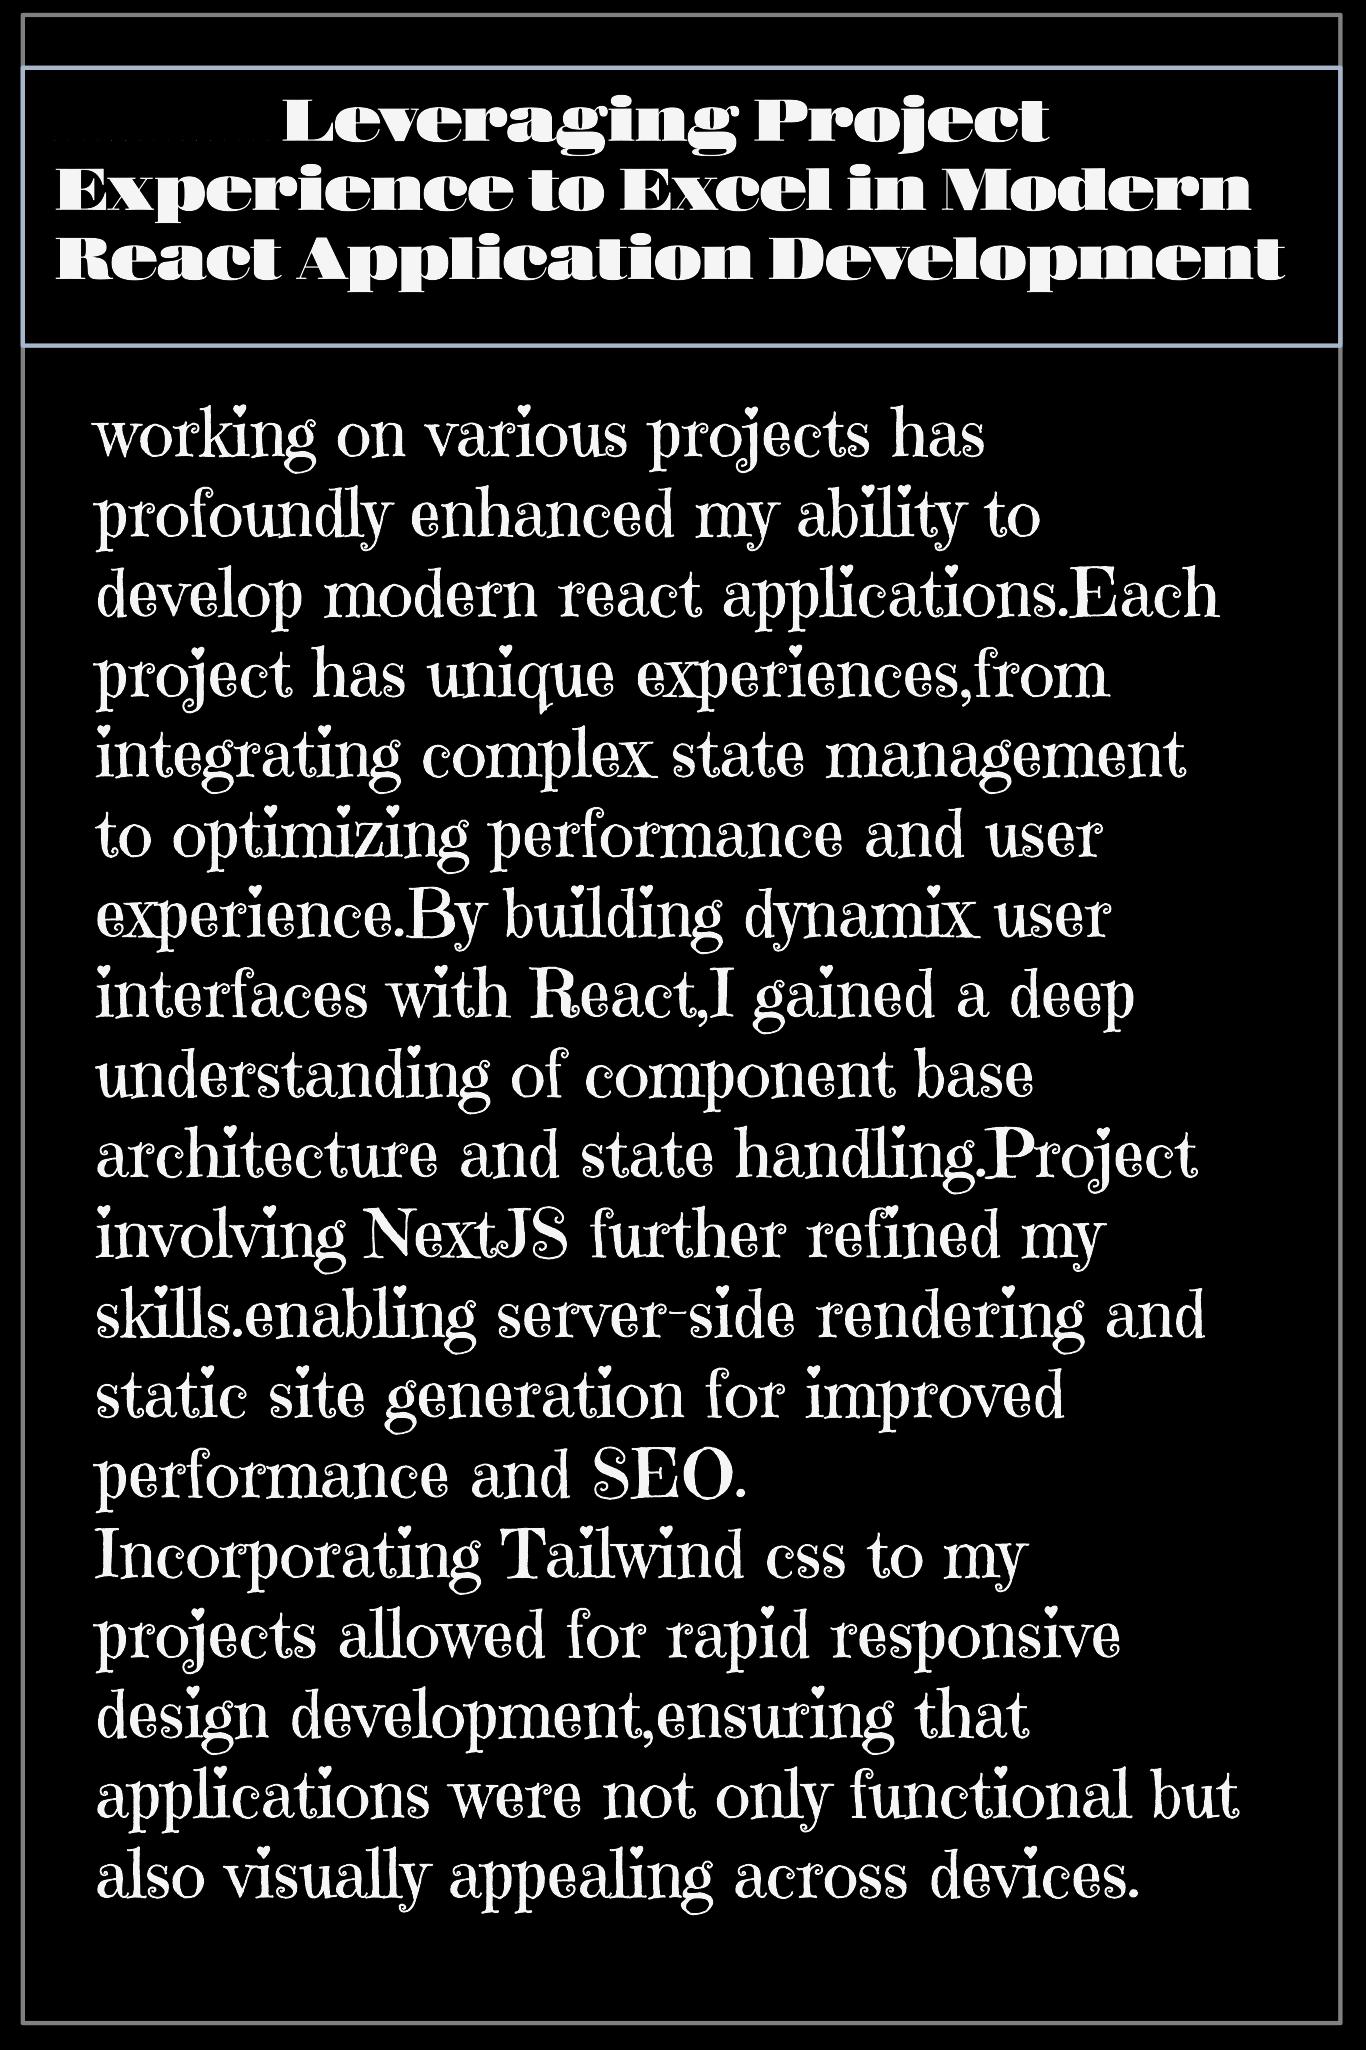 Leveraging Project
Experience to Excel in Modern
React Application Development
working on various projects has
profoundly enhanced my ability to
develop modern react applications.Each
project has unique experiences,from
integrating complex state management
to optimizing performance and user
experience.By building dynamix user
interfaces with React,I gained a deep
understanding of component base
architecture and state handling.Project
involving NextJS further refined my
skills.enabling server-side rendering and
static site generation for improved
performance and SEO.
Incorporating Tailwind css to my
projects allowed for rapid responsive
design development,ensuring that
applications were not only functional but
also visually appealing across devices.